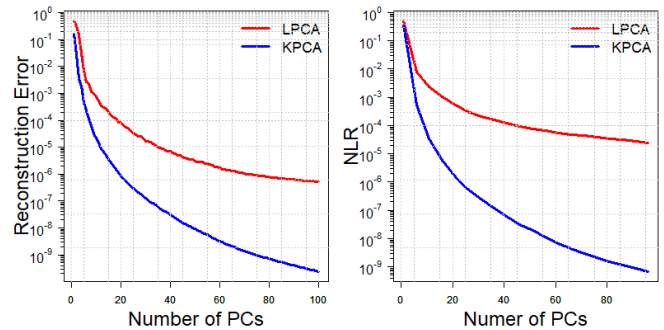 Reconstruction Error
10^0
10^-1
10^-2
10^-3
10^-4
10^-5
10^-6
10^-7
10^-8
10^-9
LPCA
KPCA
0 20 40 60 80 100
Number of PCs
NLR
10^0
10^-1
10^-2
10^-3
10^-4
10^-5
10^-6
10^-7
10^-8
10^-9
LPCA
KPCA
0 20 40 60 80
Numer of PCs